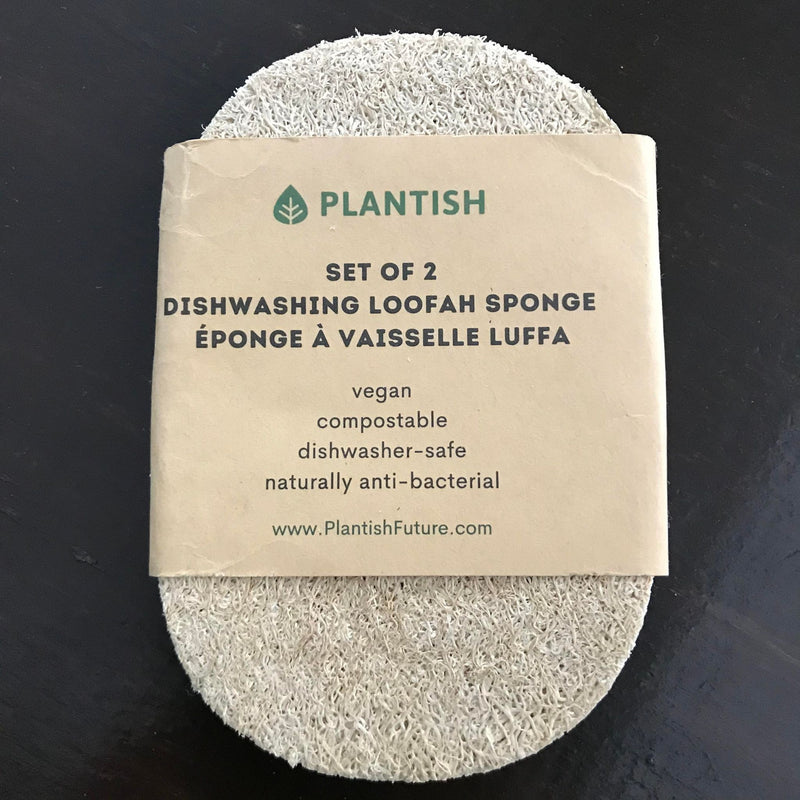 PLANTISH
SET OF 2
DISHWASHING LOOFAH SPONGE
ÉPONGE À VAISSELLE LUFFA
vegan
compostable
dishwasher-safe
naturally anti-bacterial
www.PlantishFuture.com